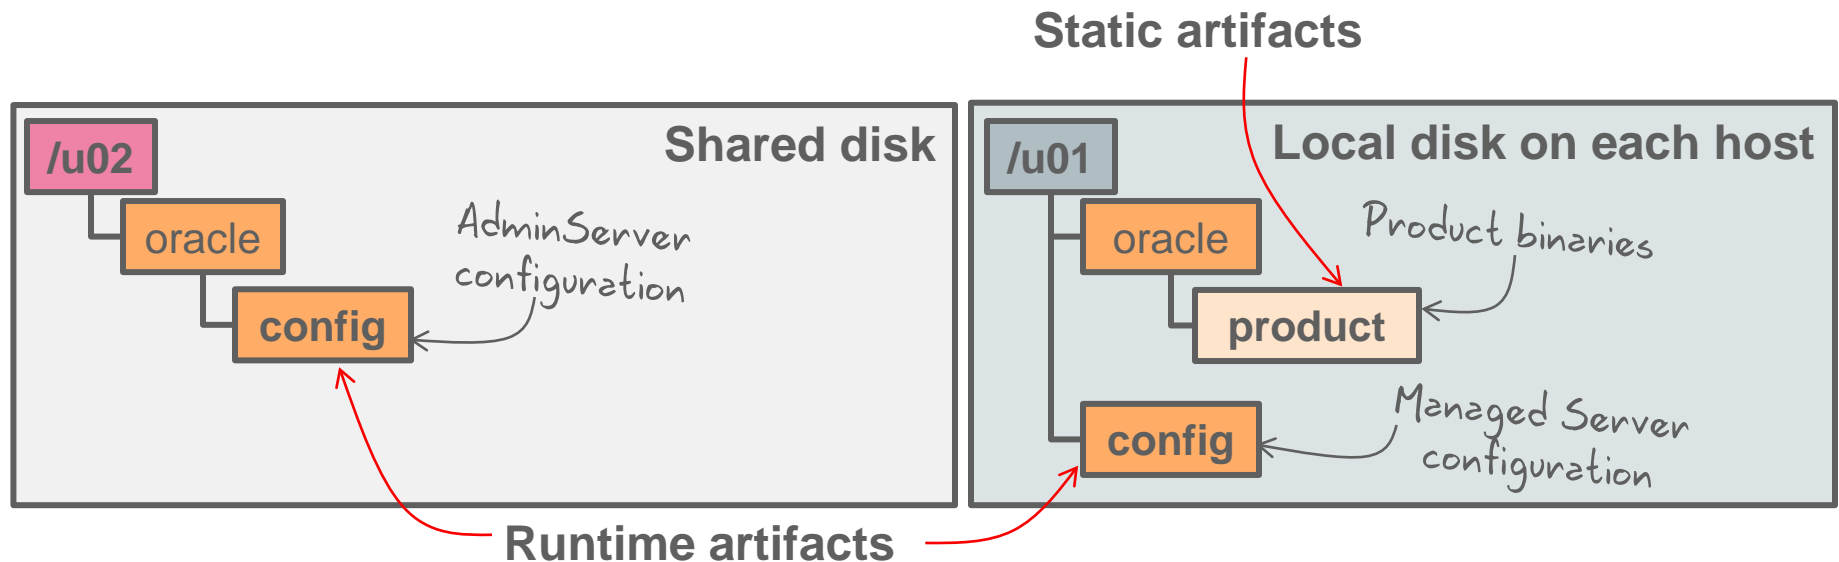 Static artifacts
Shared disk
/u02
oracle
AdminServer
configuration
config
Local disk on each host
/u01
oracle
Product binaries
product
Managed Server
configuration
config
Runtime artifacts